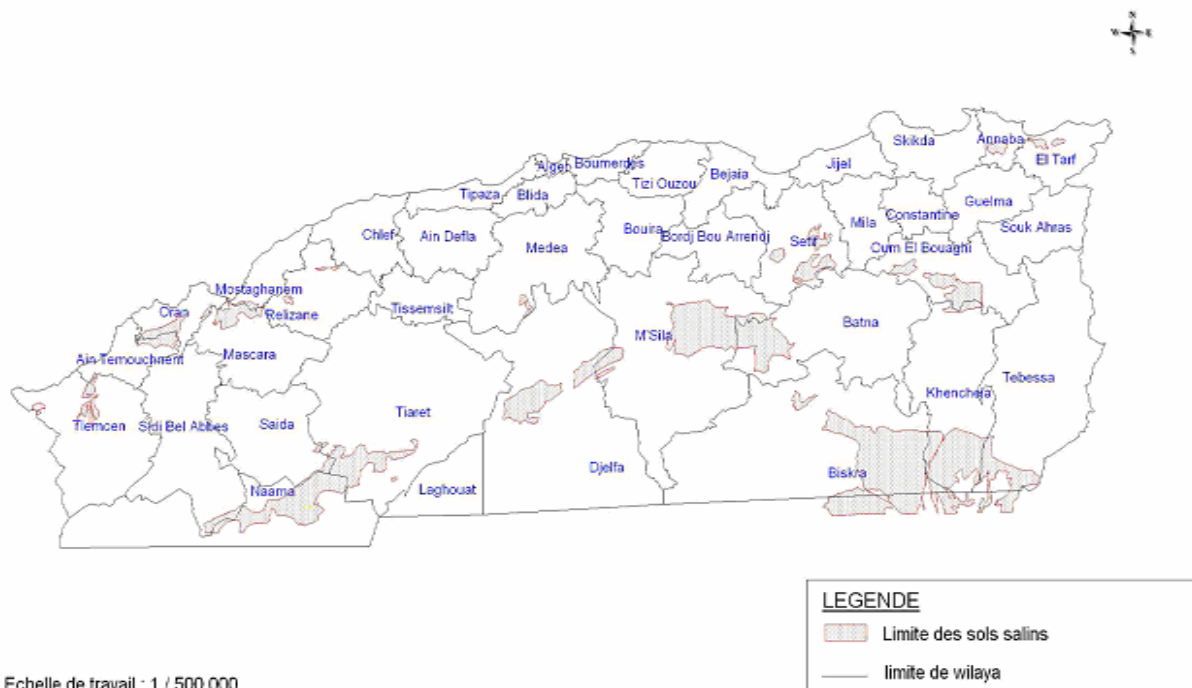 N
W E
S
Skikda
Annaba
El Tarf
Jijel
Alger
Boumerdes
Tizi Ouzou
Bejaia
Tipaza
Blida
Guelma
Constantine
Mila
Souk Ahras
Chlef
Ain Defla
Medea
Bouira
Bordj Bou Arreridj
Setif
Oum El Bouaghi
Mostaghanem
Oran
Relizane
Tissemsilt
M'Sila
Batna
Ain Temouchnent
Mascara
Khenchela
Tebessa
Tlemcen
Sidi Bel Abbes
Saida
Tiaret
Djelfa
Biskra
Naama
Laghouat
LEGENDE
Limite des sols salins
limite de wilaya
Echelle de travail : 1 / 500 000